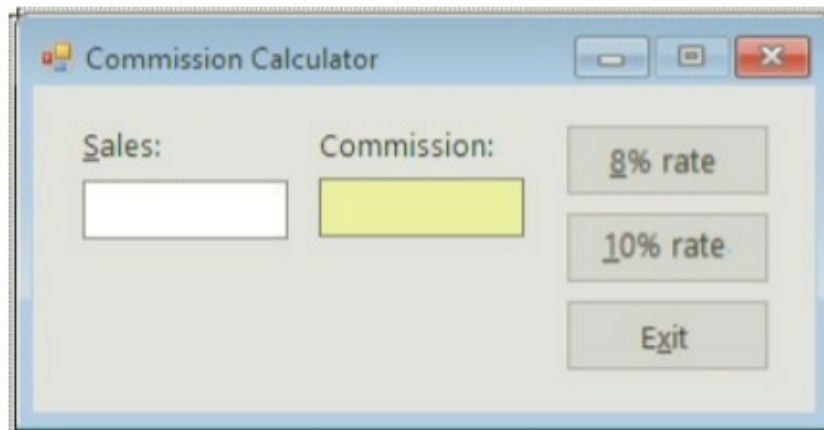 Commission Calculator
Sales:
Commission:
8% rate
10% rate
Exit